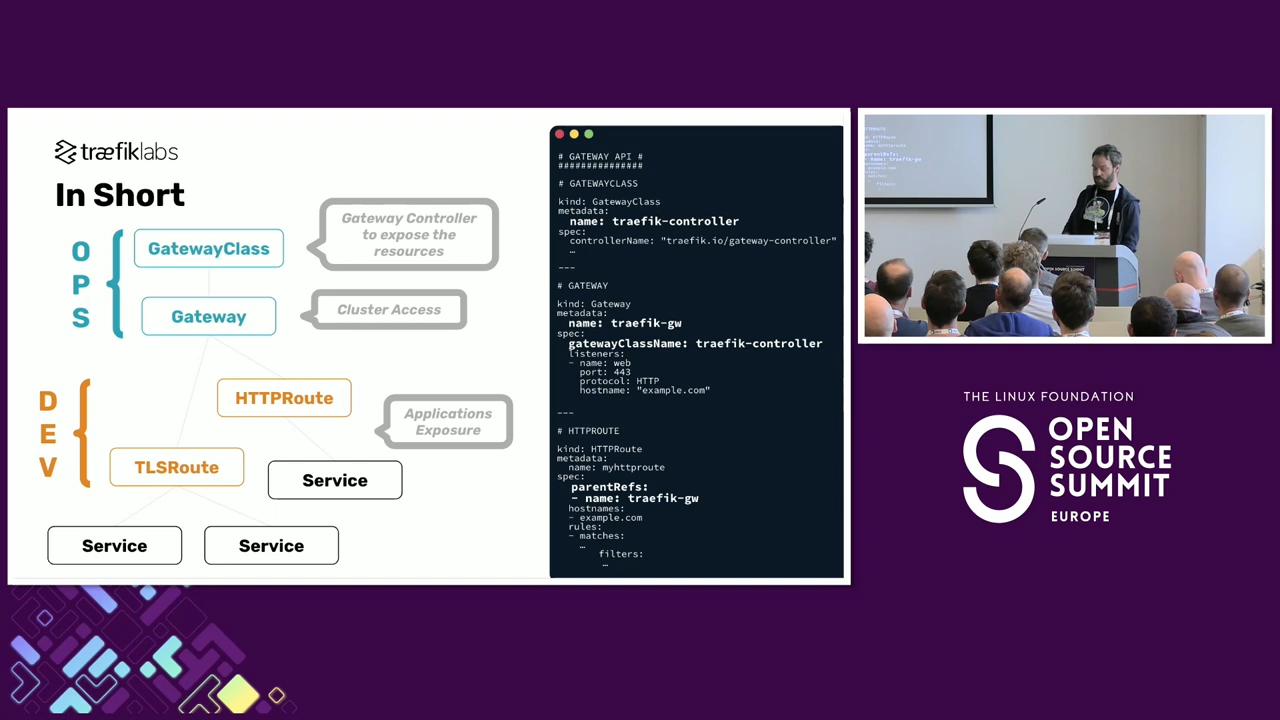 træfiklabs
In Short
OPS
GatewayClass
Gateway Controller
to expose the
resources
Gateway
Cluster Access
DEV
HTTPRoute
Applications
Exposure
TLSRoute
Service
Service
Service
# GATEWAY API #
###############
# GATEWAYCLASS
kind: GatewayClass
metadata:
name: traefik-controller
spec:
controllerName: "traefik.io/gateway-controller"
…
---
# GATEWAY
kind: Gateway
metadata:
name: traefik-gw
spec:
gatewayClassName: traefik-controller
listeners:
- name: web
port: 443
protocol: HTTP
hostname: "example.com"
---
# HTTPROUTE
kind: HTTPRoute
metadata:
name: myhttproute
spec:
parentRefs:
- name: traefik-gw
hostnames:
- example.com
rules:
- matches:
…
filters:
…
THE LINUX FOUNDATION
OPEN
SOURCE
SUMMIT
EUROPE